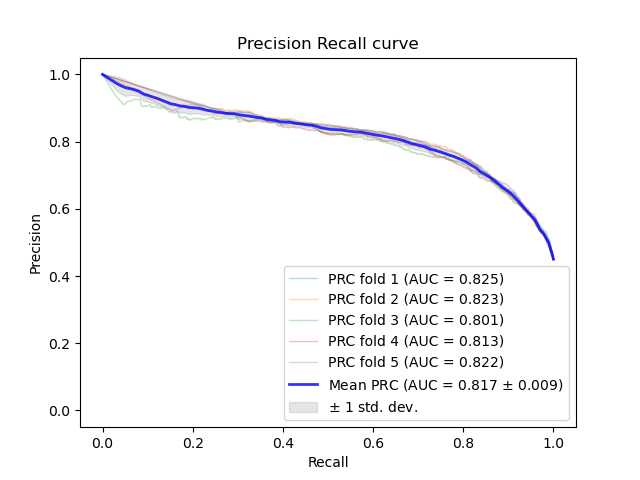 Precision Recall curve
Precision
1.0
0.8
0.6
0.4
0.2
0.0
PRC fold 1 (AUC = 0.825)
PRC fold 2 (AUC = 0.823)
PRC fold 3 (AUC = 0.801)
PRC fold 4 (AUC = 0.813)
PRC fold 5 (AUC = 0.822)
Mean PRC (AUC = 0.817 ± 0.009)
± 1 std. dev.
0.0 0.2 0.4 0.6 0.8 1.0
Recall